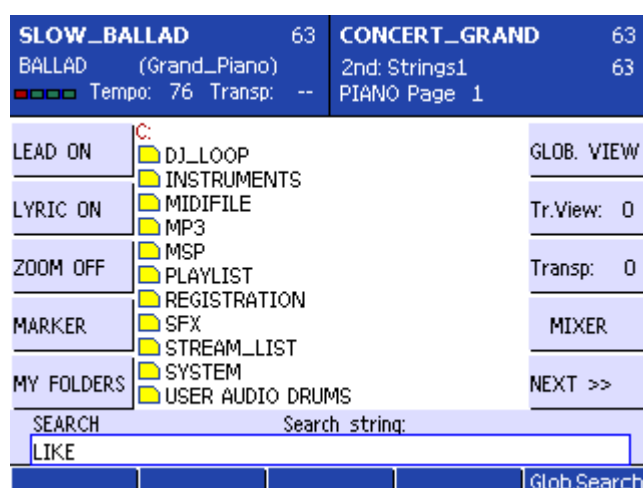 SLOW_BALLAD 63 CONCERT_GRAND 63
BALLAD (Grand_Piano) 2nd: Strings1 63
Tempo: 76 Transp: -- PIANO Page 1
C:
LEAD ON DJ_LOOP GLOB. VIEW
INSTRUMENTS
LYRIC ON MIDIFILE Tr.View: 0
MP3
MSP
ZOOM OFF PLAYLIST Transp: 0
REGISTRATION
MARKER SFX MIXER
STREAM_LIST
SYSTEM
MY FOLDERS USER AUDIO DRUMS NEXT >>
SEARCH Search string:
LIKE
Glob.Search